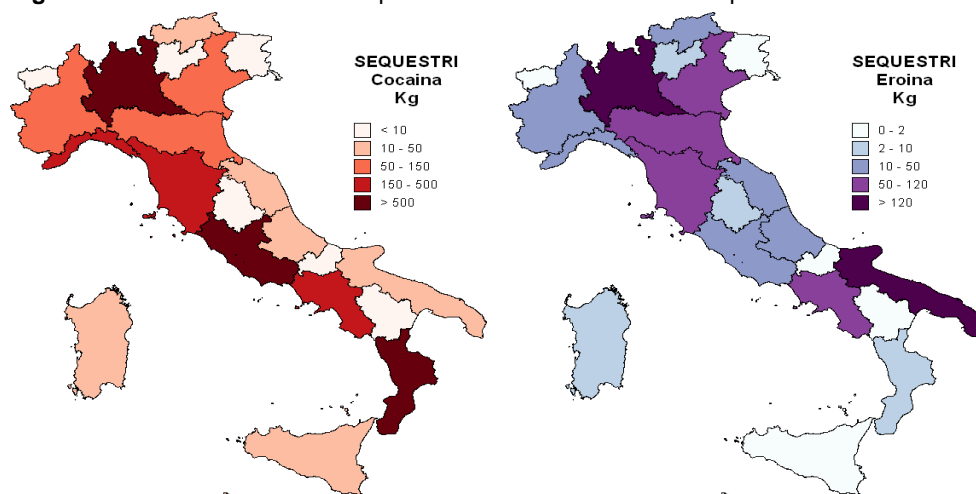 SEQUESTRI
Cocaina
Kg
< 10
10 - 50
50 - 150
150 - 500
> 500
SEQUESTRI
Eroina
Kg
0 - 2
2 - 10
10 - 50
50 - 120
> 120